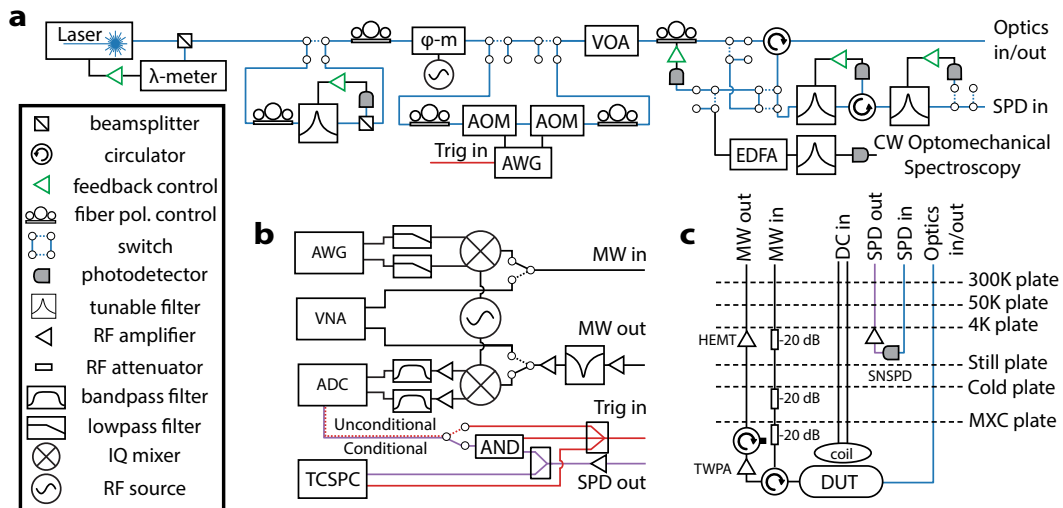 a
Laser
λ-meter
φ-m
VOA
Optics
in/out
AOM
AOM
Trig in
AWG
SPD in
EDFA
CW Optomechanical
Spectroscopy
beamsplitter
circulator
feedback control
fiber pol. control
switch
photodetector
tunable filter
RF amplifier
RF attenuator
bandpass filter
lowpass filter
IQ mixer
RF source
b
AWG
MW in
VNA
MW out
ADC
Trig in
Unconditional
Conditional
AND
TCSPC
SPD out
c
MW out
MW in
DC in
SPD out
SPD in
Optics
in/out
300K plate
50K plate
4K plate
HEMT
-20 dB
SNSPD
Still plate
Cold plate
-20 dB
MXC plate
-20 dB
TWPA
coil
DUT